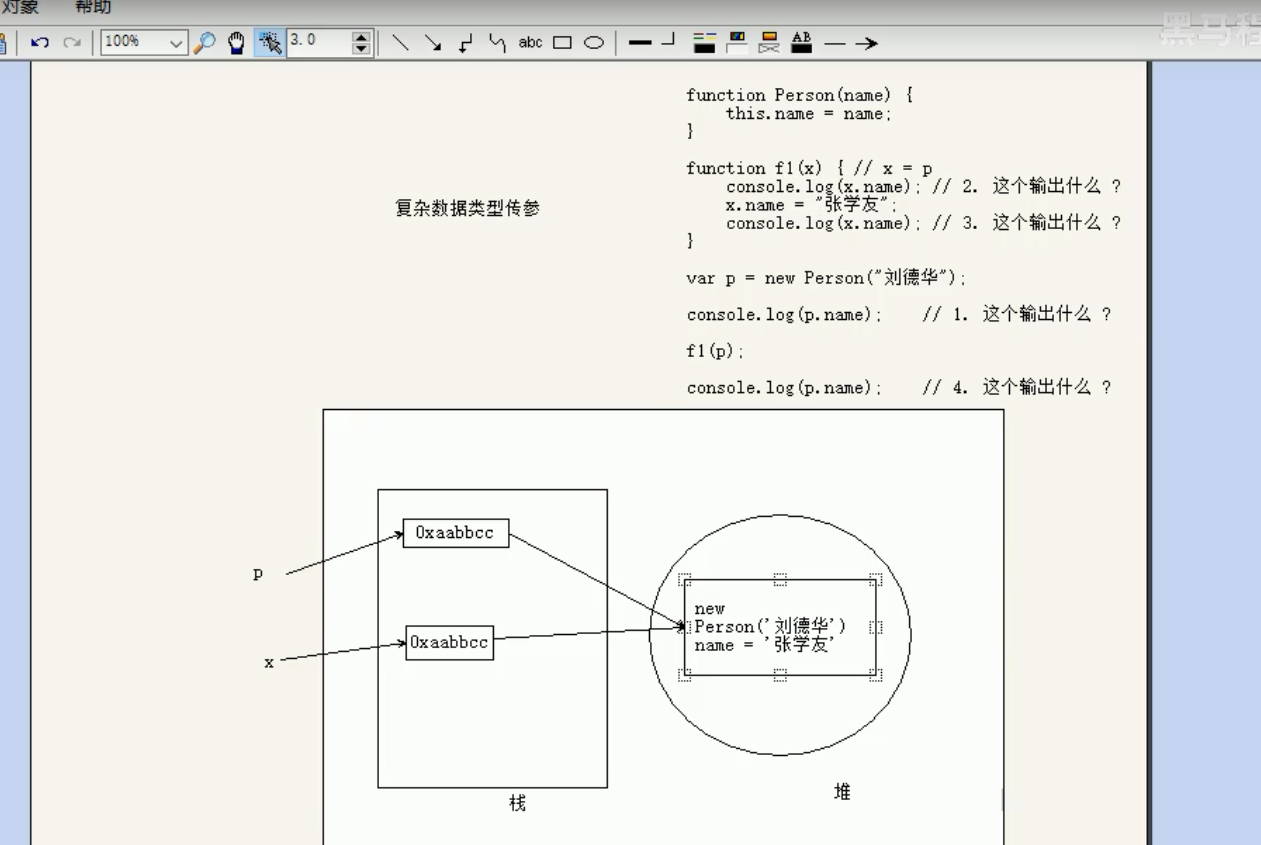 对象 帮助
黑马程
100% 3.0 abc AB
function Person(name) {
this.name = name;
}
function f1(x) { // x = p
console.log(x.name); // 2. 这个输出什么 ?
x.name = "张学友";
console.log(x.name); // 3. 这个输出什么 ?
}
复杂数据类型传参
var p = new Person("刘德华");
console.log(p.name); // 1. 这个输出什么 ?
f1(p);
console.log(p.name); // 4. 这个输出什么 ?
0xaabbcc
p
new
Person('刘德华')
name = '张学友'
0xaabbcc
x
栈
堆